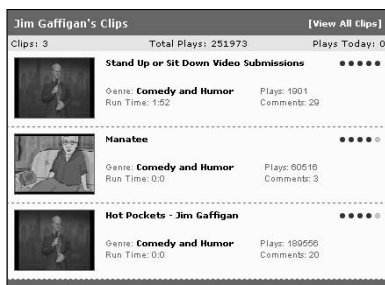 Jim Gaffigan's Clips [View All Clips]
Clips: 3 Total Plays: 251973 Plays Today: 0
Stand Up or Sit Down Video Submissions
Genre: Comedy and Humor Plays: 1901
Run Time: 1:52 Comments: 29
Manatee
Genre: Comedy and Humor Plays: 60516
Run Time: 0:0 Comments: 3
Hot Pockets - Jim Gaffigan
Genre: Comedy and Humor Plays: 189556
Run Time: 0:0 Comments: 20